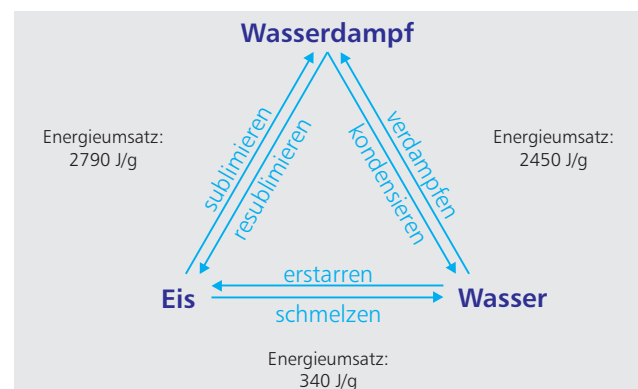 Wasserdampf
Energieumsatz:
2790 J/g
sublimieren
resublimieren
kondensieren
verdampfen
Energieumsatz:
2450 J/g
Eis
erstarren
schmelzen
Wasser
Energieumsatz:
340 J/g